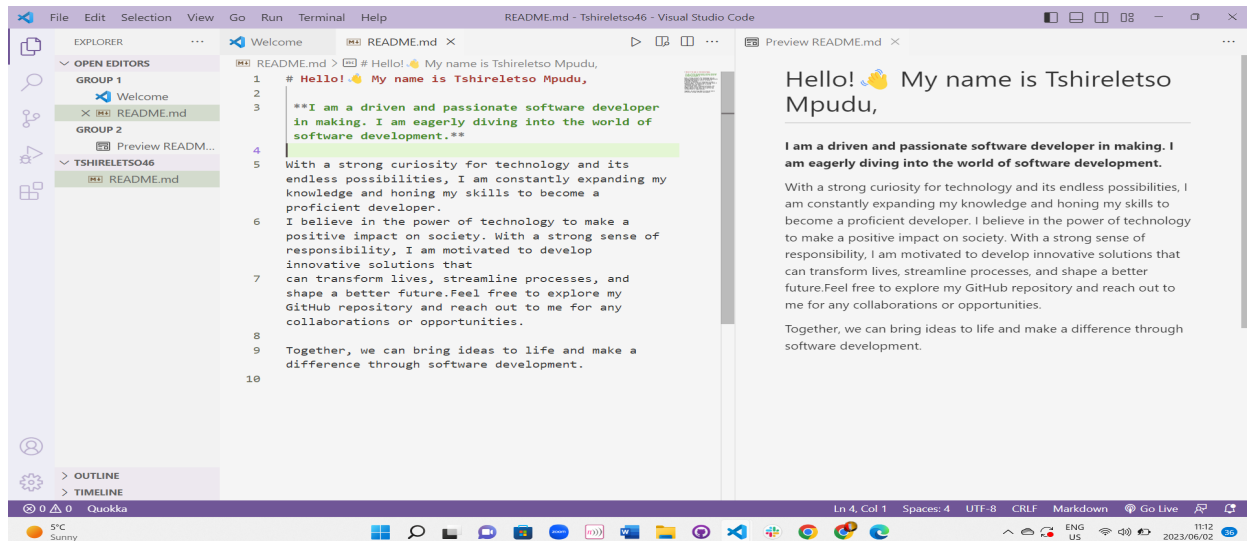 File Edit Selection View Go Run Terminal Help README.md - Tshireletso46 - Visual Studio Code
EXPLORER
OPEN EDITORS
GROUP 1
Welcome
README.md
GROUP 2
Preview READM...
TSHIRELETSO46
README.md
OUTLINE
TIMELINE
Welcome README.md
README.md > # Hello!👋 My name is Tshireletso Mpudu,
1 # Hello!👋 My name is Tshireletso Mpudu,
2
3 **I am a driven and passionate software developer
in making. I am eagerly diving into the world of
software development.**
4
5 With a strong curiosity for technology and its
endless possibilities, I am constantly expanding my
knowledge and honing my skills to become a
proficient developer.
6 I believe in the power of technology to make a
positive impact on society. With a strong sense of
responsibility, I am motivated to develop
innovative solutions that
7 can transform lives, streamline processes, and
shape a better future.Feel free to explore my
GitHub repository and reach out to me for any
collaborations or opportunities.
8
9 Together, we can bring ideas to life and make a
difference through software development.
10
Preview README.md
Hello! 👋 My name is Tshireletso
Mpudu,
I am a driven and passionate software developer in making. I
am eagerly diving into the world of software development.
With a strong curiosity for technology and its endless possibilities, I
am constantly expanding my knowledge and honing my skills to
become a proficient developer. I believe in the power of technology
to make a positive impact on society. With a strong sense of
responsibility, I am motivated to develop innovative solutions that
can transform lives, streamline processes, and shape a better
future.Feel free to explore my GitHub repository and reach out to
me for any collaborations or opportunities.
Together, we can bring ideas to life and make a difference through
software development.
0 0 Quokka Ln 4, Col 1 Spaces: 4 UTF-8 CRLF Markdown Go Live
5°C
Sunny
zoom
ENG
US
11:12
2023/06/02
36